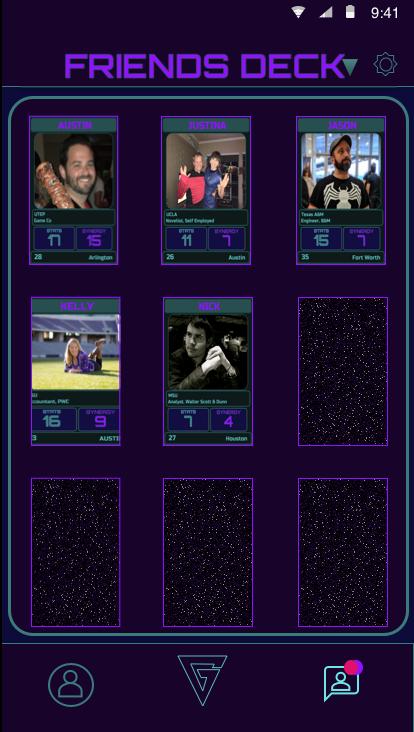 9:41
FRIENDS DECK
AUSTIN
UTEP
Game Co
STATS SYNERGY
17 15
28 Arlington
JUSTINA
UCLA
Novelist, Self Employed
STATS SYNERGY
11 7
26 Austin
JASON
Texas A&M
Engineer, IBM
STATS SYNERGY
15 7
35 Fort Worth
KELLY
ccountant, PWC
STATS SYNERGY
16 9
3 AUSTI
NICK
MSU
Analyst, Walter Scott & Dunn
STATS SYNERGY
7 4
27 Houston